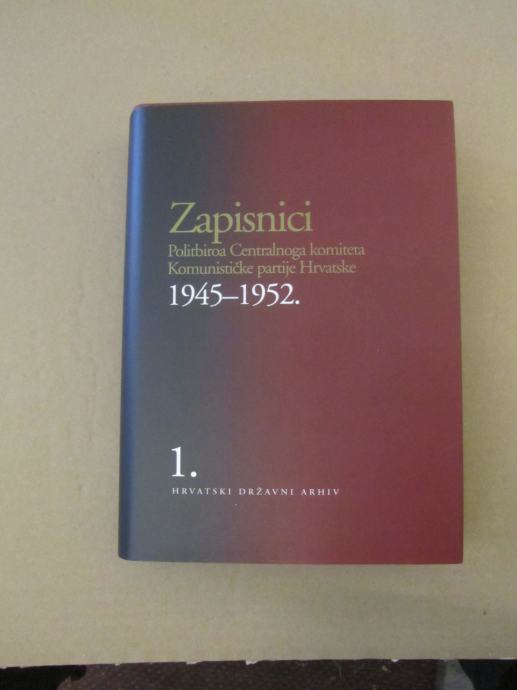 Zapisnici
Politbiroa Centralnoga komiteta
Komunističke partije Hrvatske
1945–1952.
1.
HRVATSKI DRŽAVNI ARHIV